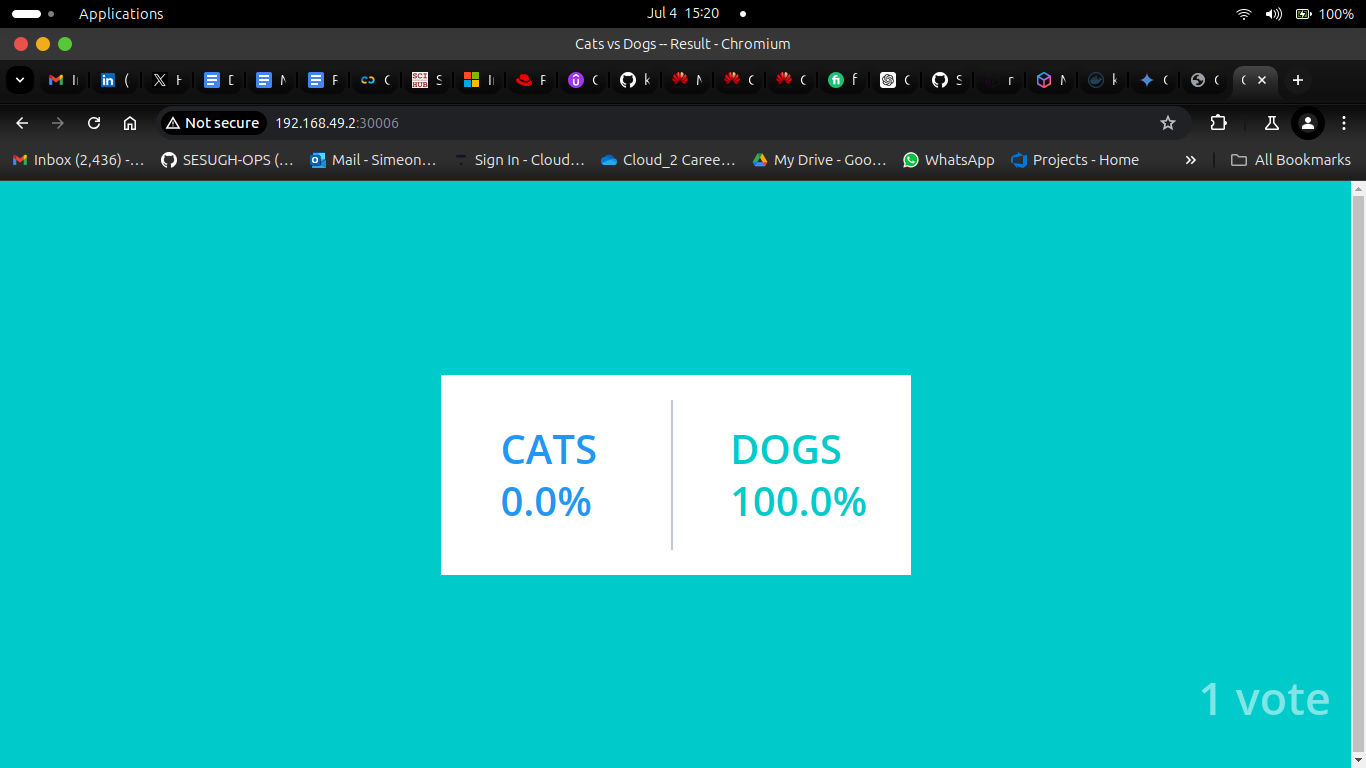 Applications
Jul 4 15:20
100%
Cats vs Dogs -- Result - Chromium
Not secure
192.168.49.2:30006
Inbox (2,436) -...
SESUGH-OPS (...
Mail - Simeon...
Sign In - Cloud...
Cloud_2 Caree...
My Drive - Goo...
WhatsApp
Projects - Home
All Bookmarks
CATS
0.0%
DOGS
100.0%
1 vote